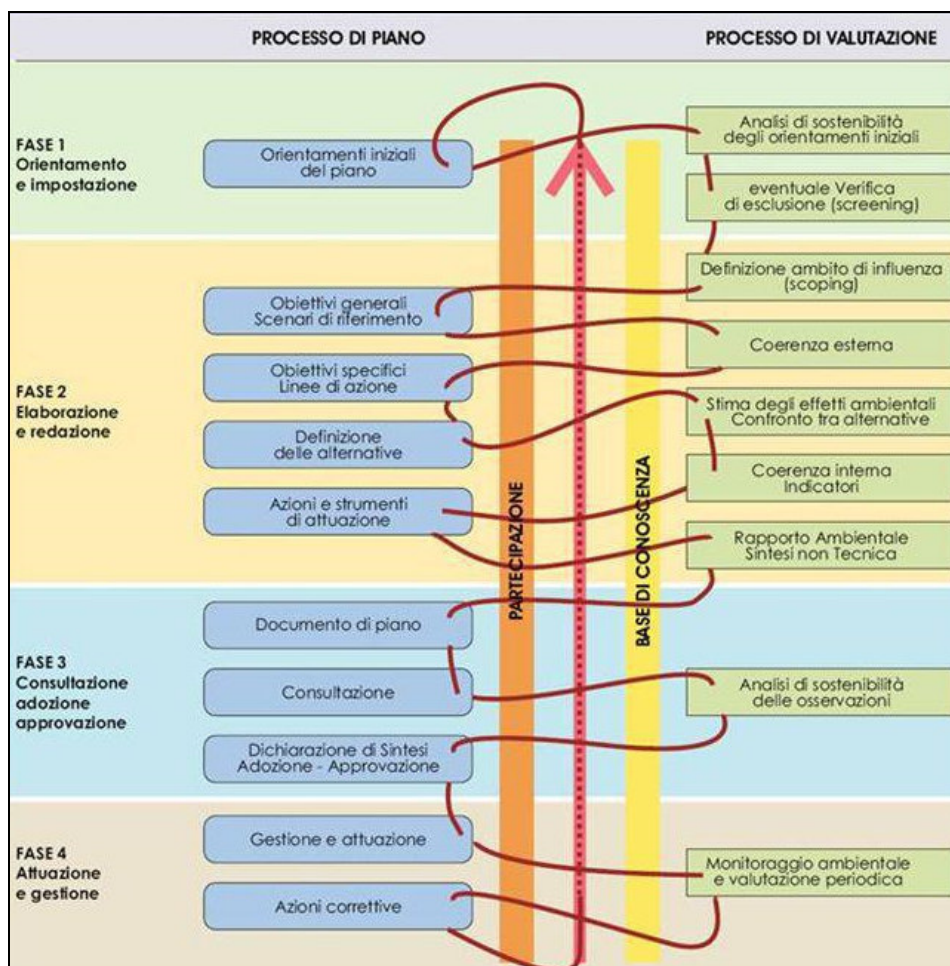 PROCESSO DI PIANO
PROCESSO DI VALUTAZIONE
FASE 1
Orientamento
e impostazione
Orientamenti iniziali
del piano
Analisi di sostenibilità
degli orientamenti iniziali
eventuale Verifica
di esclusione (screening)
FASE 2
Elaborazione
e redazione
Obiettivi generali
Scenari di riferimento
Obiettivi specifici
Linee di azione
Definizione
delle alternative
Azioni e strumenti
di attuazione
PARTECIPAZIONE
BASE DI CONOSCENZA
Definizione ambito di influenza
(scoping)
Coerenza esterna
Stima degli effetti ambientali
Confronto tra alternative
Coerenza interna
Indicatori
Rapporto Ambientale
Sintesi non Tecnica
FASE 3
Consultazione
adozione
approvazione
Documento di piano
Consultazione
Dichiarazione di Sintesi
Adozione - Approvazione
Analisi di sostenibilità
delle osservazioni
FASE 4
Attuazione
e gestione
Gestione e attuazione
Azioni correttive
Monitoraggio ambientale
e valutazione periodica